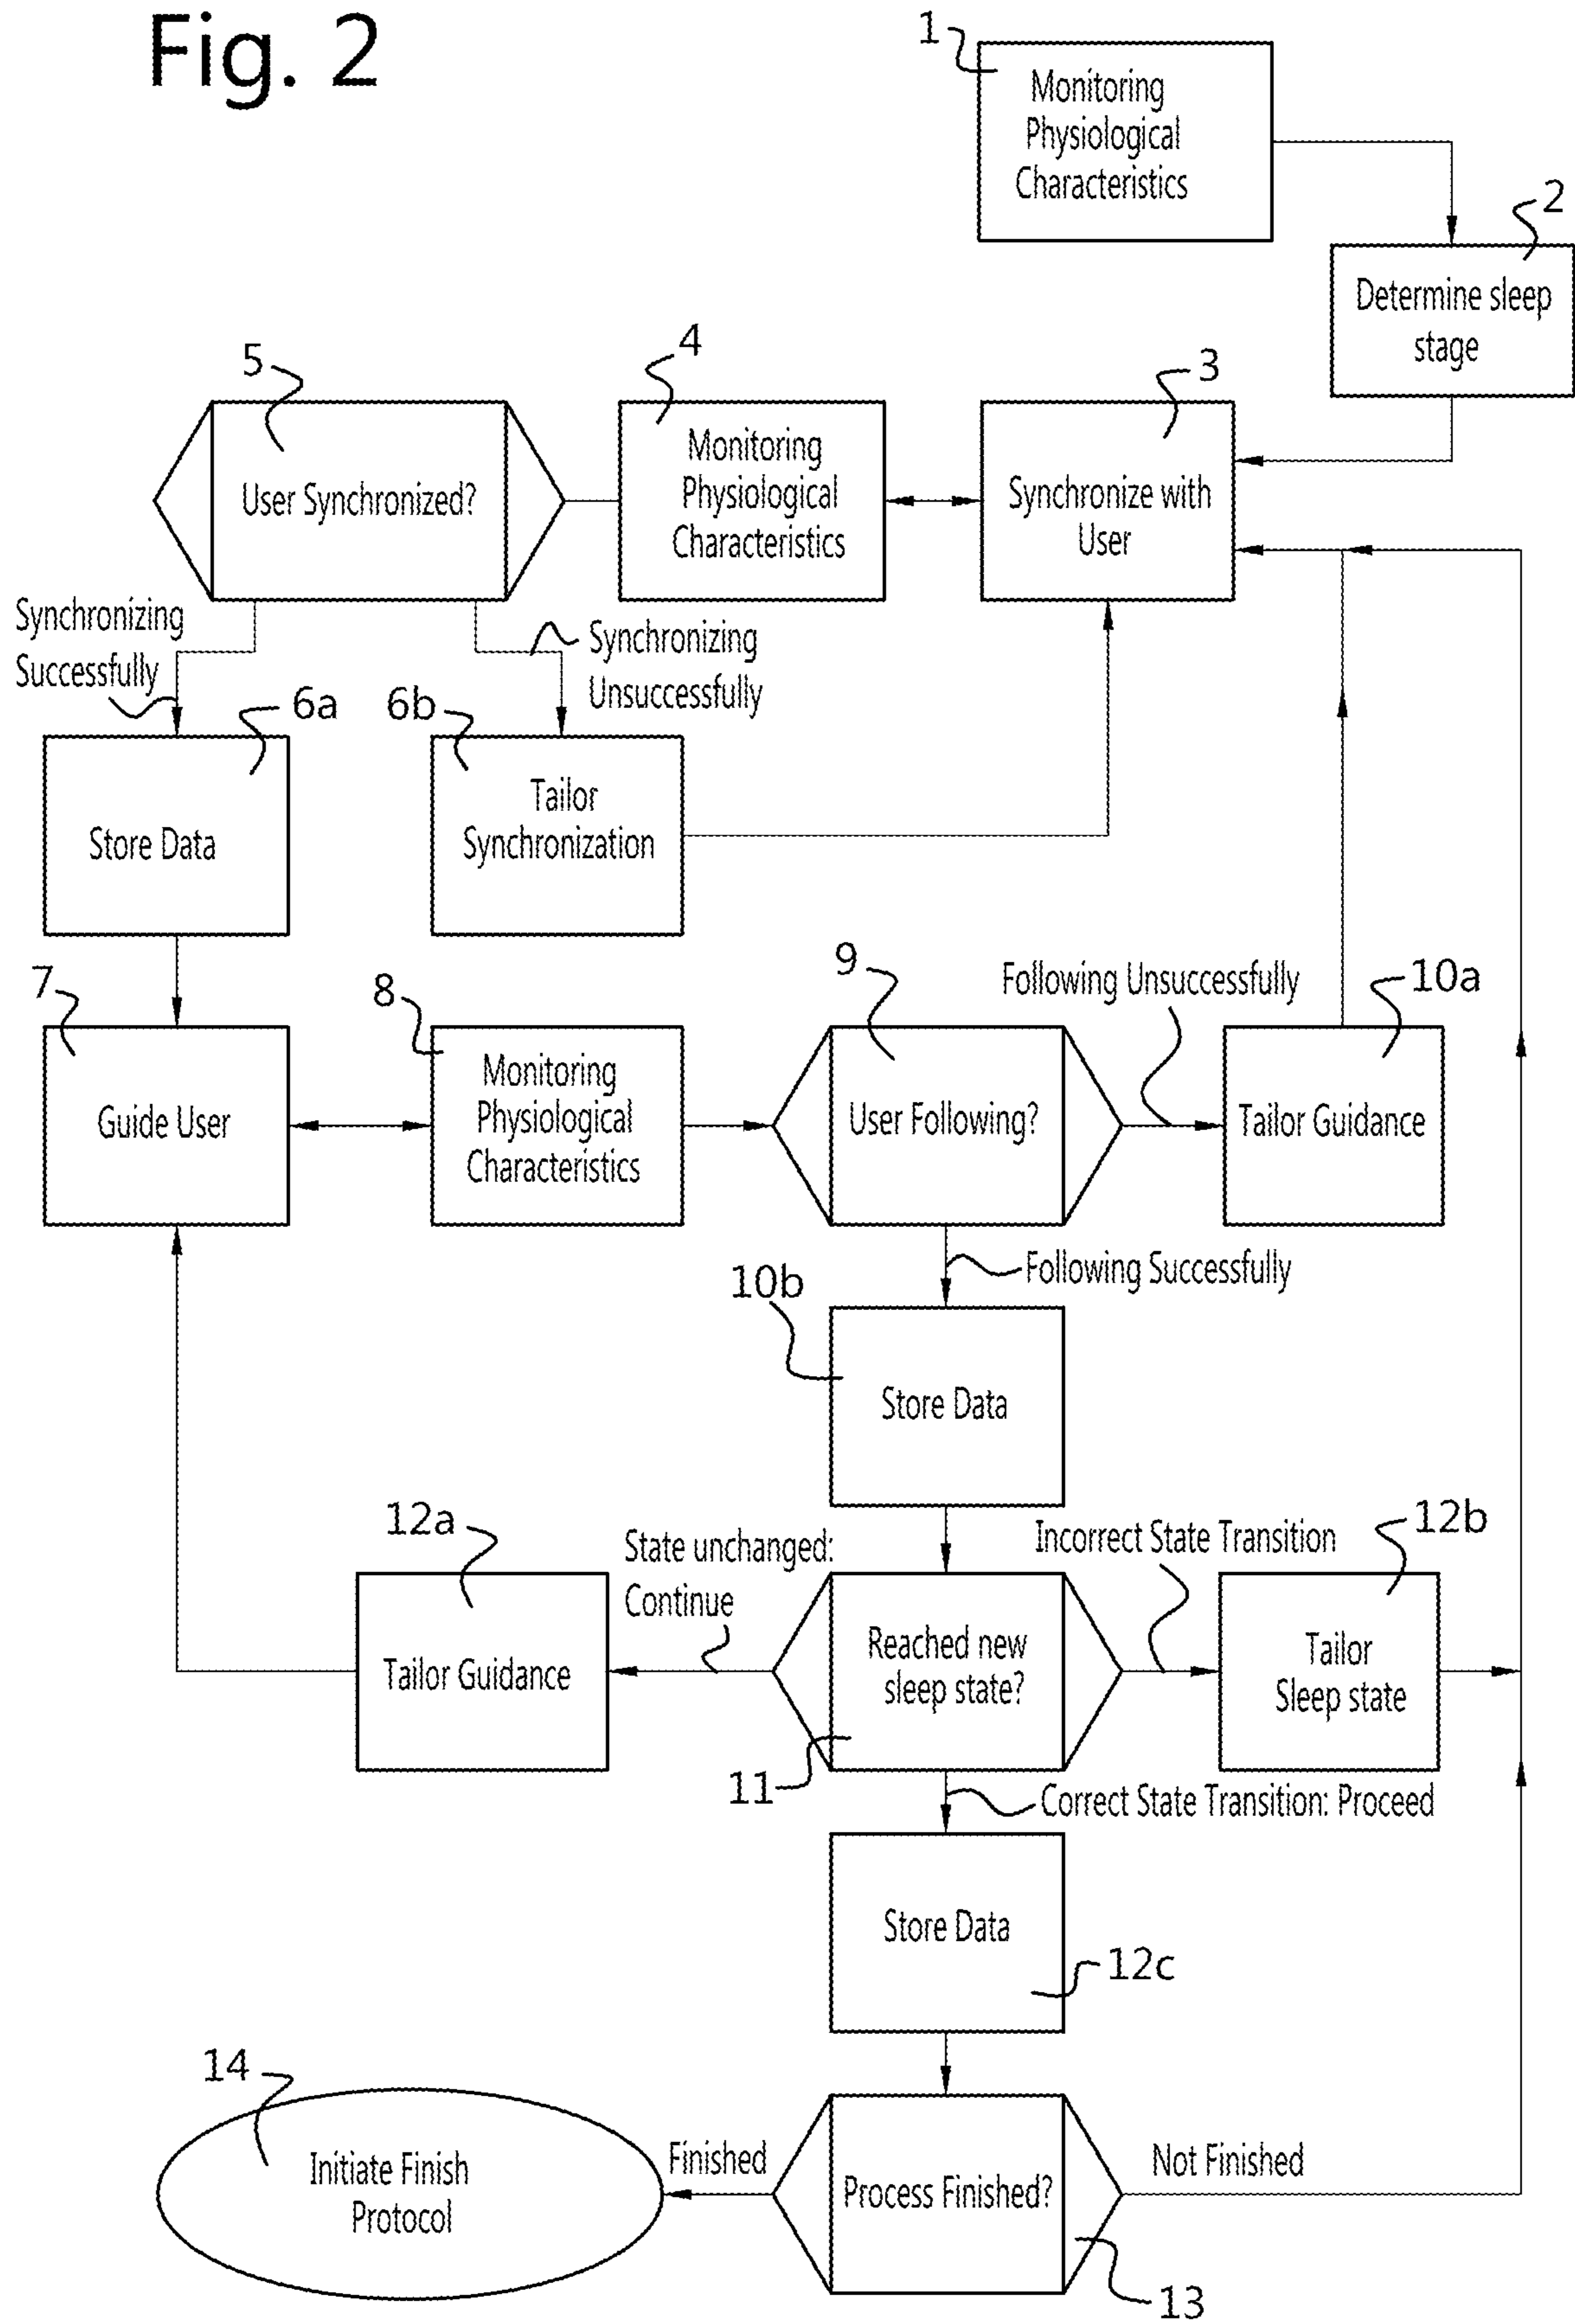 Fig. 2
1
Monitoring
Physiological
Characteristics
2
Determine sleep
stage
5
User Synchronized?
4
Monitoring
Physiological
Characteristics
3
Synchronize with
User
Synchronizing
Successfully
Synchronizing
Unsuccessfully
6a
Store Data
6b
Tailor
Synchronization
7
Guide User
8
Monitoring
Physiological
Characteristics
9
User Following?
Following Unsuccessfully
10a
Tailor Guidance
Following Successfully
10b
Store Data
12a
Tailor Guidance
State unchanged:
Continue
Reached new
sleep state?
11
Incorrect State Transition
12b
Tailor
Sleep state
Correct State Transition: Proceed
Store Data
12c
14
Initiate Finish
Protocol
Finished
Process Finished?
Not Finished
13